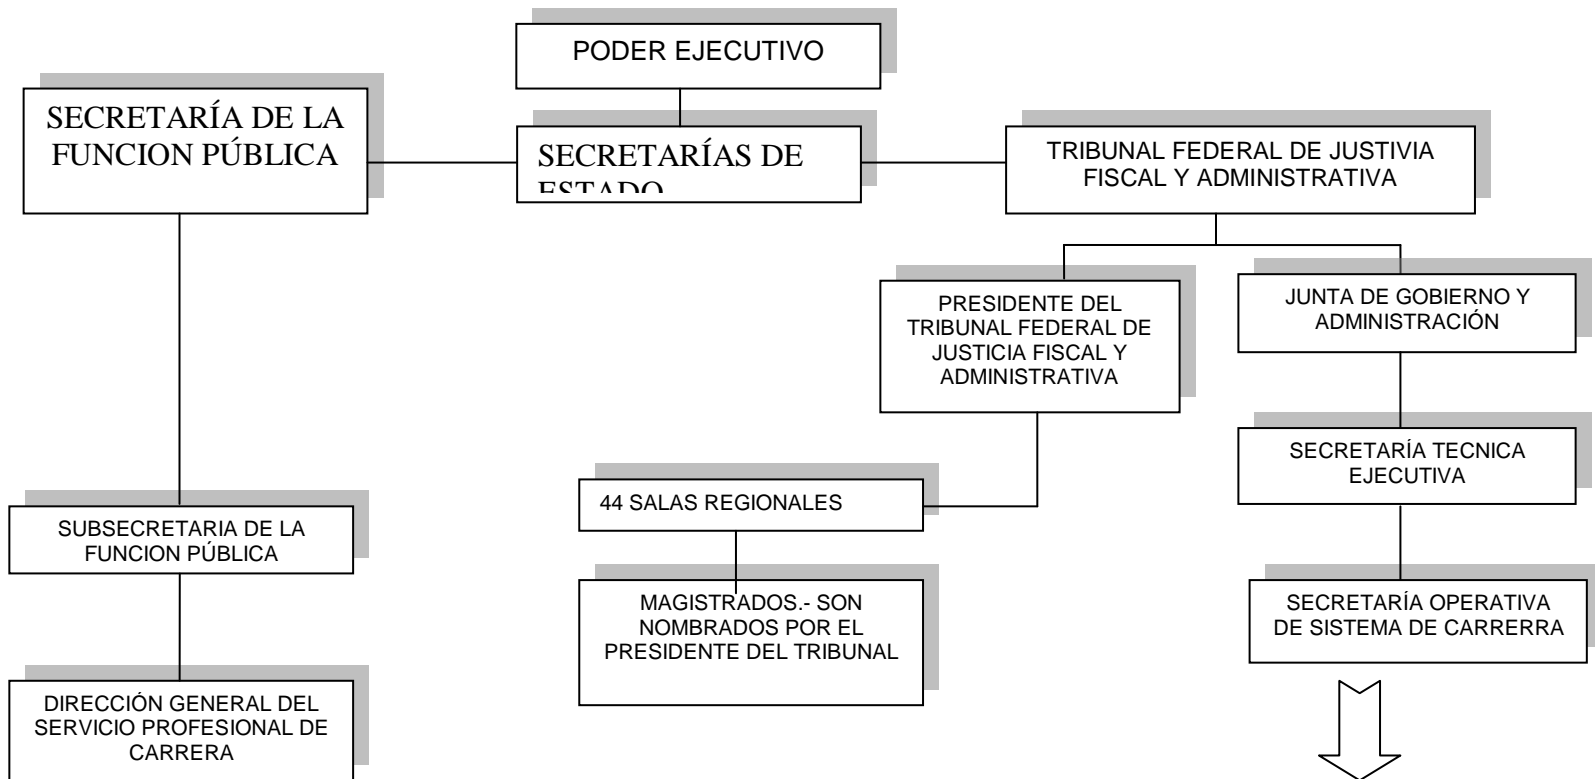 PODER EJECUTIVO
SECRETARÍA DE LA
FUNCION PÚBLICA
SECRETARÍAS DE
ESTADO
TRIBUNAL FEDERAL DE JUSTIVIA
FISCAL Y ADMINISTRATIVA
PRESIDENTE DEL
TRIBUNAL FEDERAL DE
JUSTICIA FISCAL Y
ADMINISTRATIVA
JUNTA DE GOBIERNO Y
ADMINISTRACIÓN
SECRETARÍA TECNICA
EJECUTIVA
44 SALAS REGIONALES
SUBSECRETARIA DE LA
FUNCION PÚBLICA
MAGISTRADOS.- SON
NOMBRADOS POR EL
PRESIDENTE DEL TRIBUNAL
SECRETARÍA OPERATIVA
DE SISTEMA DE CARRERRA
DIRECCIÓN GENERAL DEL
SERVICIO PROFESIONAL DE
CARRERA